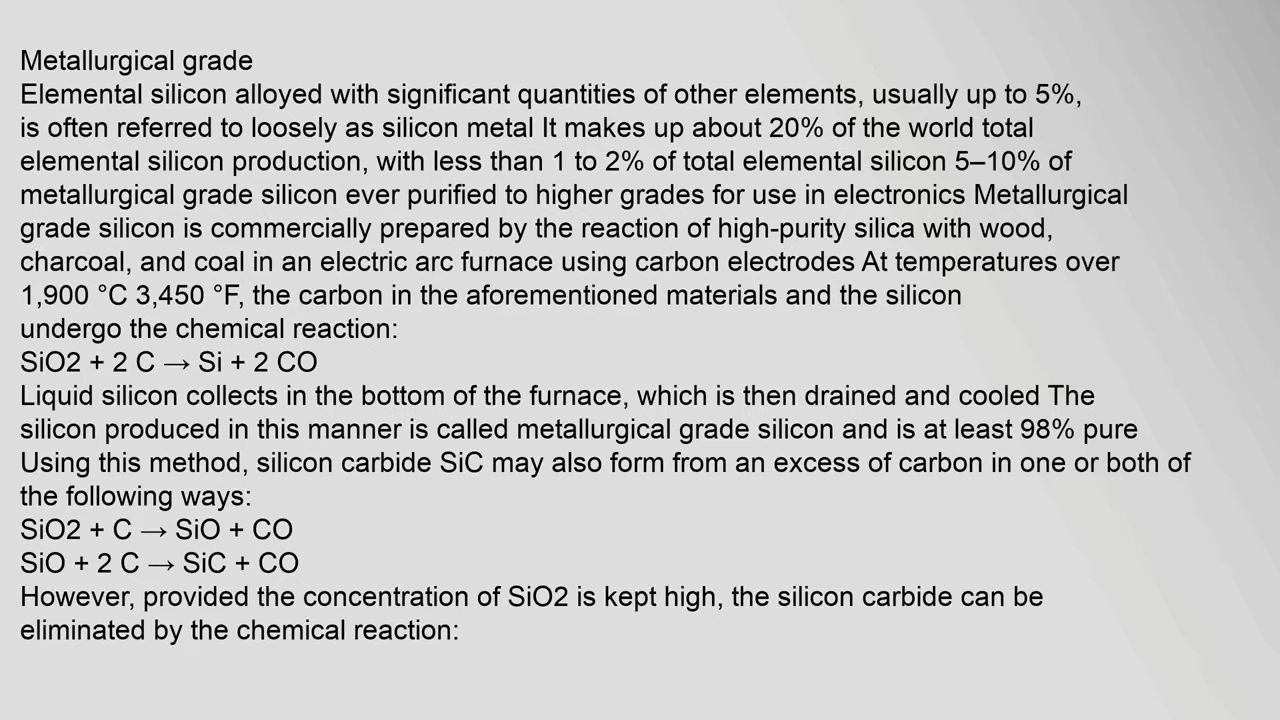 Metallurgical grade
Elemental silicon alloyed with significant quantities of other elements, usually up to 5%,
is often referred to loosely as silicon metal It makes up about 20% of the world total
elemental silicon production, with less than 1 to 2% of total elemental silicon 5–10% of
metallurgical grade silicon ever purified to higher grades for use in electronics Metallurgical
grade silicon is commercially prepared by the reaction of high-purity silica with wood,
charcoal, and coal in an electric arc furnace using carbon electrodes At temperatures over
1,900 °C 3,450 °F, the carbon in the aforementioned materials and the silicon
undergo the chemical reaction:
SiO2 + 2 C → Si + 2 CO
Liquid silicon collects in the bottom of the furnace, which is then drained and cooled The
silicon produced in this manner is called metallurgical grade silicon and is at least 98% pure
Using this method, silicon carbide SiC may also form from an excess of carbon in one or both of
the following ways:
SiO2 + C → SiO + CO
SiO + 2 C → SiC + CO
However, provided the concentration of SiO2 is kept high, the silicon carbide can be
eliminated by the chemical reaction: